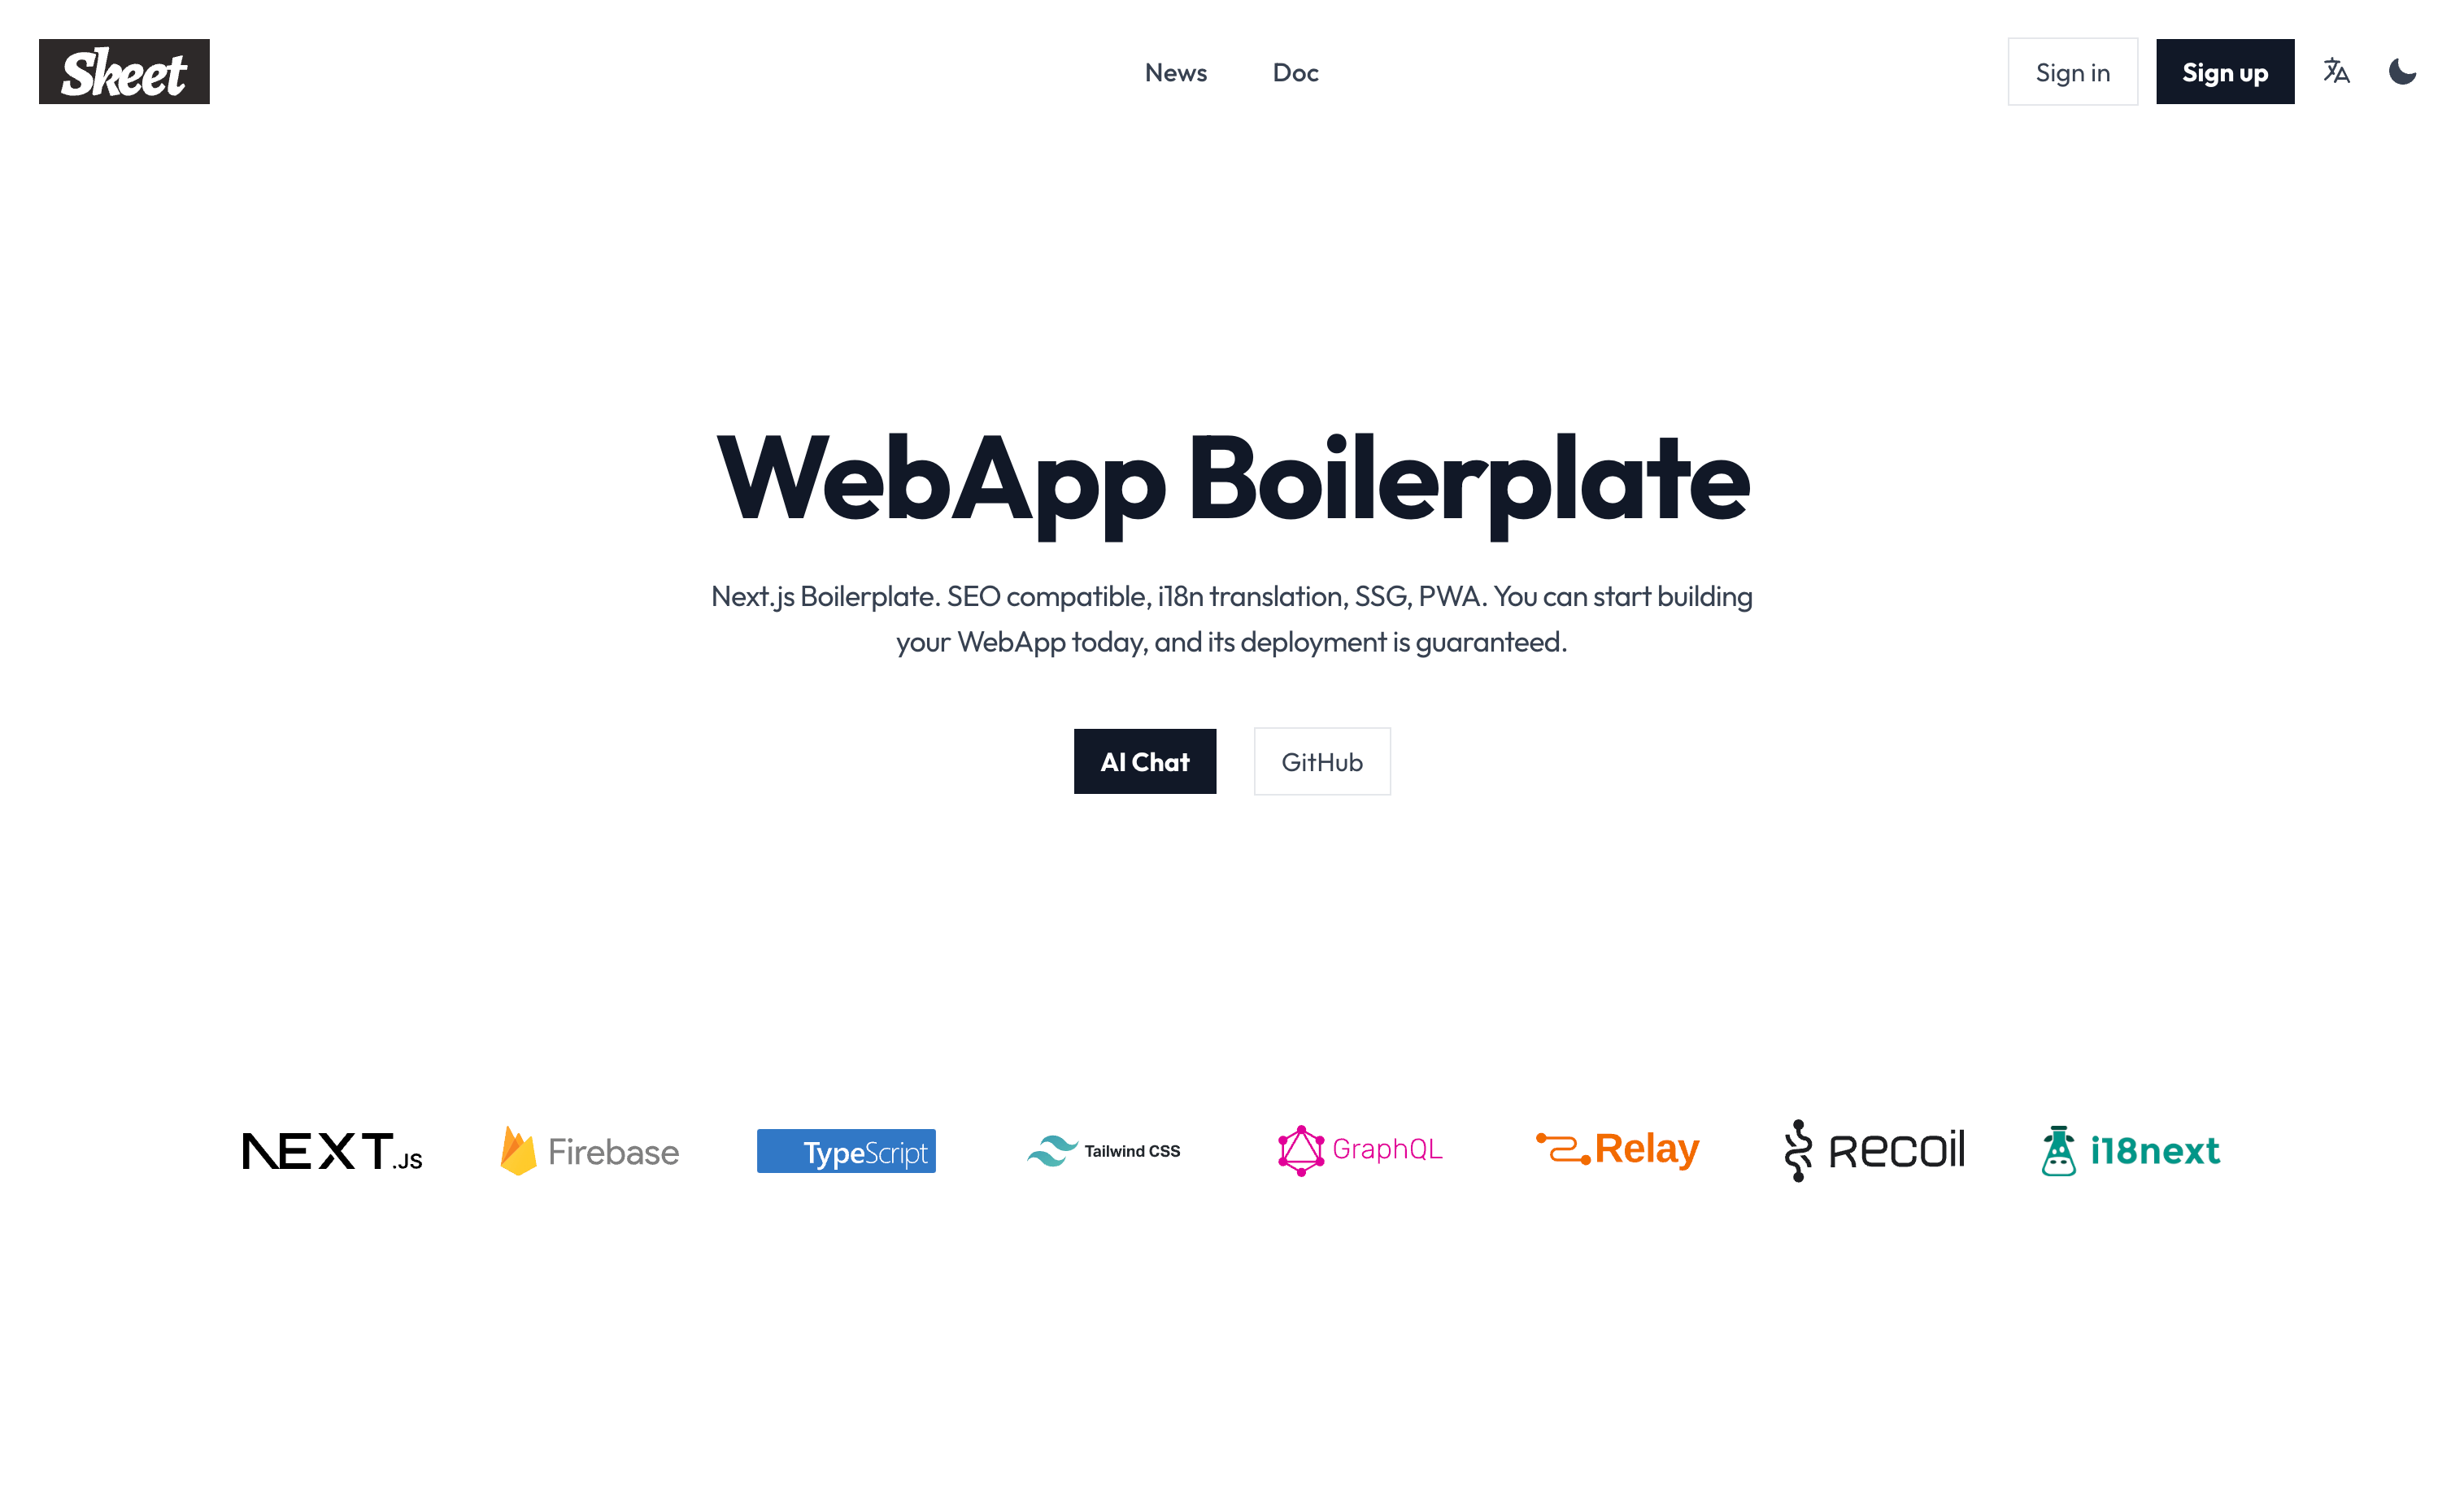 Skeet
News
Doc
Sign in
Sign up
WebApp Boilerplate
Next.js Boilerplate. SEO compatible, i18n translation, SSG, PWA. You can start building
your WebApp today, and its deployment is guaranteed.
AI Chat
GitHub
NEXT.JS
Firebase
TypeScript
Tailwind CSS
GraphQL
Relay
Recoil
i18next